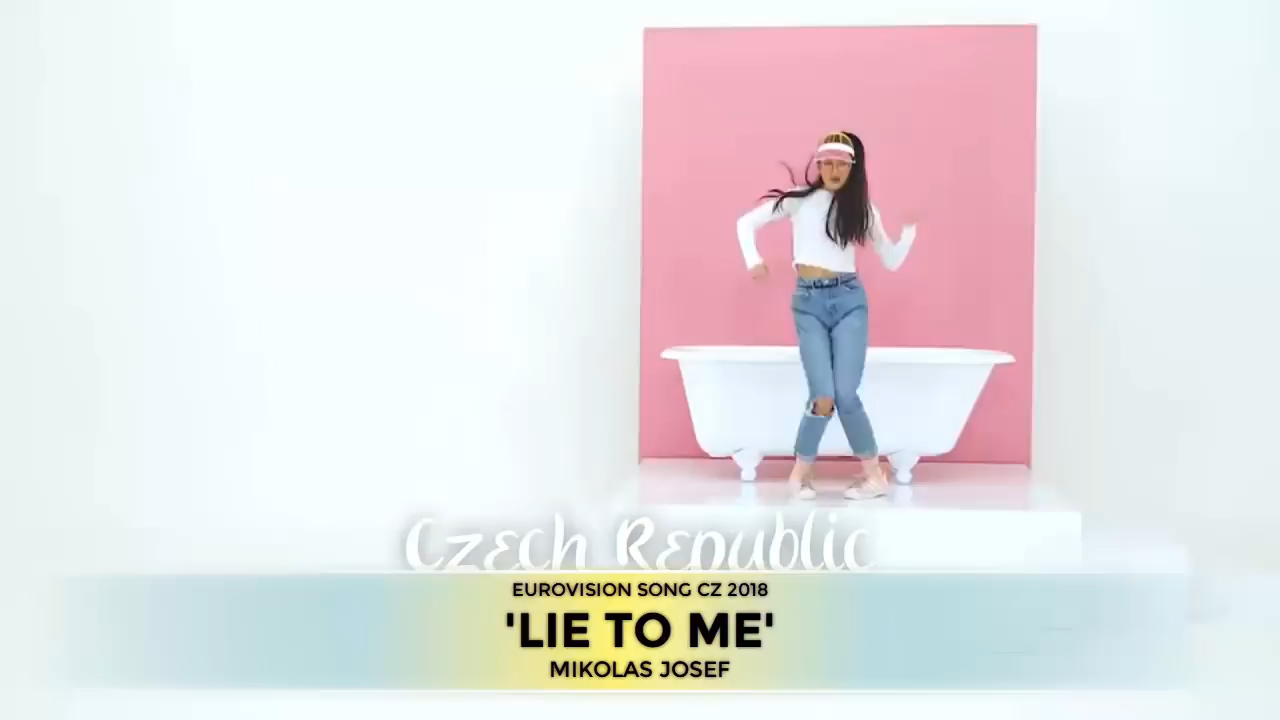 Czech Republic
EUROVISION SONG CZ 2018
'LIE TO ME'
MIKOLAS JOSEF